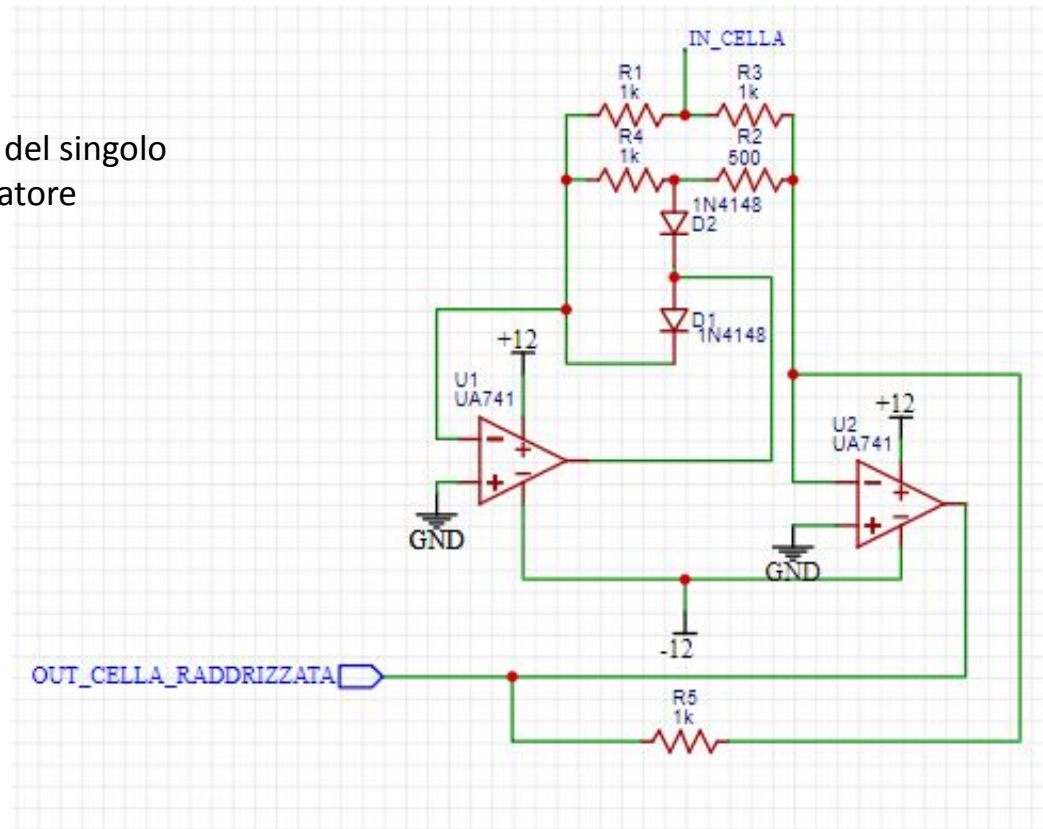 IN_CELLA
R1
1k
R3
1k
del singolo
R4
1k
R2
500
1N4148
D2
D1
1N4148
+12
U1
UA741
+12
U2
UA741
GND
GND
-12
OUT_CELLA_RADDRIZZATA
R5
1k